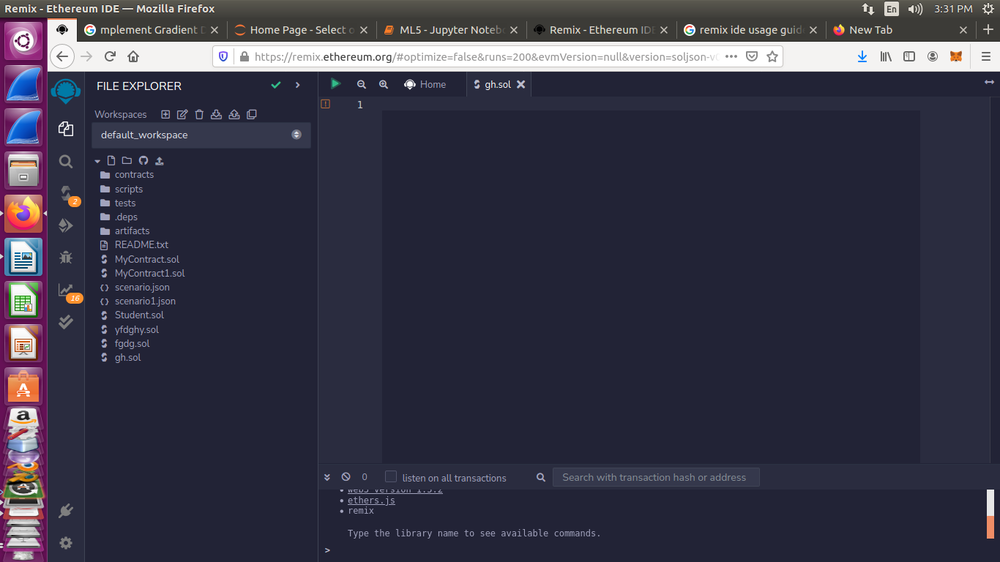 Remix - Ethereum IDE — Mozilla Firefox
En
3:31 PM
mplement Gradient D
Home Page - Select o
ML5 - Jupyter Noteb
Remix - Ethereum IDE
remix ide usage guide
New Tab
https://remix.ethereum.org/#optimize=false&runs=200&evmVersion=null&version=soljson-v0
FILE EXPLORER
gh.sol
Home
Workspaces
1
default_workspace
contracts
scripts
tests
.deps
artifacts
README.txt
MyContract.sol
MyContract1.sol
scenario.json
scenario1.json
Student.sol
yfdghy.sol
fgdg.sol
gh.sol
2
16
0
listen on all transactions
Search with transaction hash or address
• web3 version 1.5.2
• ethers.js
• remix
Type the library name to see available commands.
>